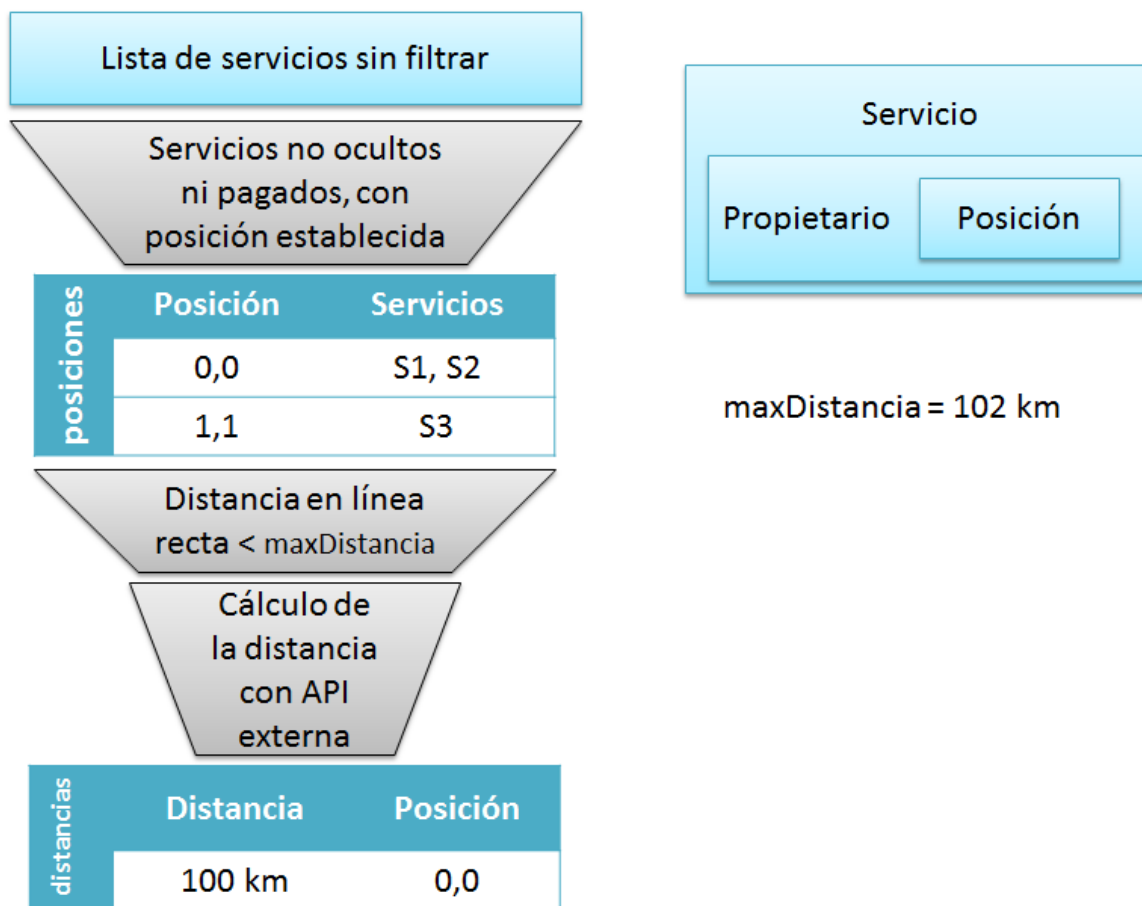 Lista de servicios sin filtrar
Servicios no ocultos
ni pagados, con
posición establecida
posiciones
Posición Servicios
0,0 S1, S2
1,1 S3
Distancia en línea
recta < maxDistancia
Cálculo de
la distancia
con API
externa
distancias
Distancia Posición
100 km 0,0
Servicio
Propietario Posición
maxDistancia = 102 km